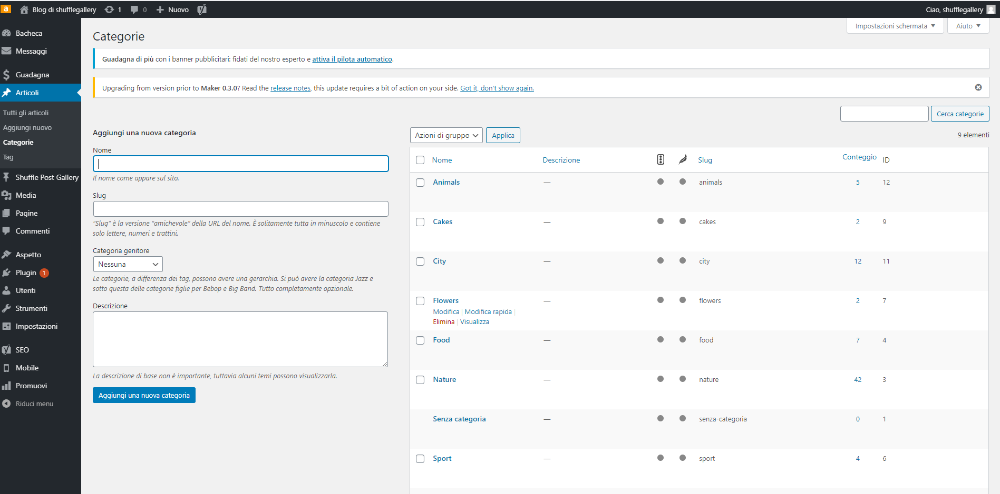 a Blog di shufflegallery 1 0 Nuovo
Ciao, shufflegallery
Bacheca
Messaggi
Guadagna
Articoli
Tutti gli articoli
Aggiungi nuovo
Categorie
Tag
Shuffle Post Gallery
Media
Pagine
Commenti
Aspetto
Plugin 1
Utenti
Strumenti
Impostazioni
SEO
Mobile
Promuovi
Riduci menu
Impostazioni schermata
Aiuto
Categorie
Guadagna di più con i banner pubblicitari: fidati del nostro esperto e attiva il pilota automatico.
Upgrading from version prior to Maker 0.3.0? Read the release notes, this update requires a bit of action on your side. Got it, don't show again.
Cerca categorie
Aggiungi una nuova categoria
Nome
Il nome come appare sul sito.
Slug
“Slug” è la versione “amichevole” della URL del nome. È solitamente tutta in minuscolo e contiene
solo lettere, numeri e trattini.
Categoria genitore
Nessuna
Le categorie, a differenza dei tag, possono avere una gerarchia. Si può avere la categoria Jazz e
sotto questa delle categorie figlie per Bebop e Big Band. Tutto completamente opzionale.
Descrizione
La descrizione di base non è importante, tuttavia alcuni temi possono visualizzarla.
Aggiungi una nuova categoria
Azioni di gruppo
Applica
9 elementi
Nome Descrizione Slug Conteggio ID
Animals — animals 5 12
Cakes — cakes 2 9
City — city 12 11
Flowers — flowers 2 7
Modifica | Modifica rapida |
Elimina | Visualizza
Food — food 7 4
Nature — nature 42 3
Senza categoria — senza-categoria 0 1
Sport — sport 4 6